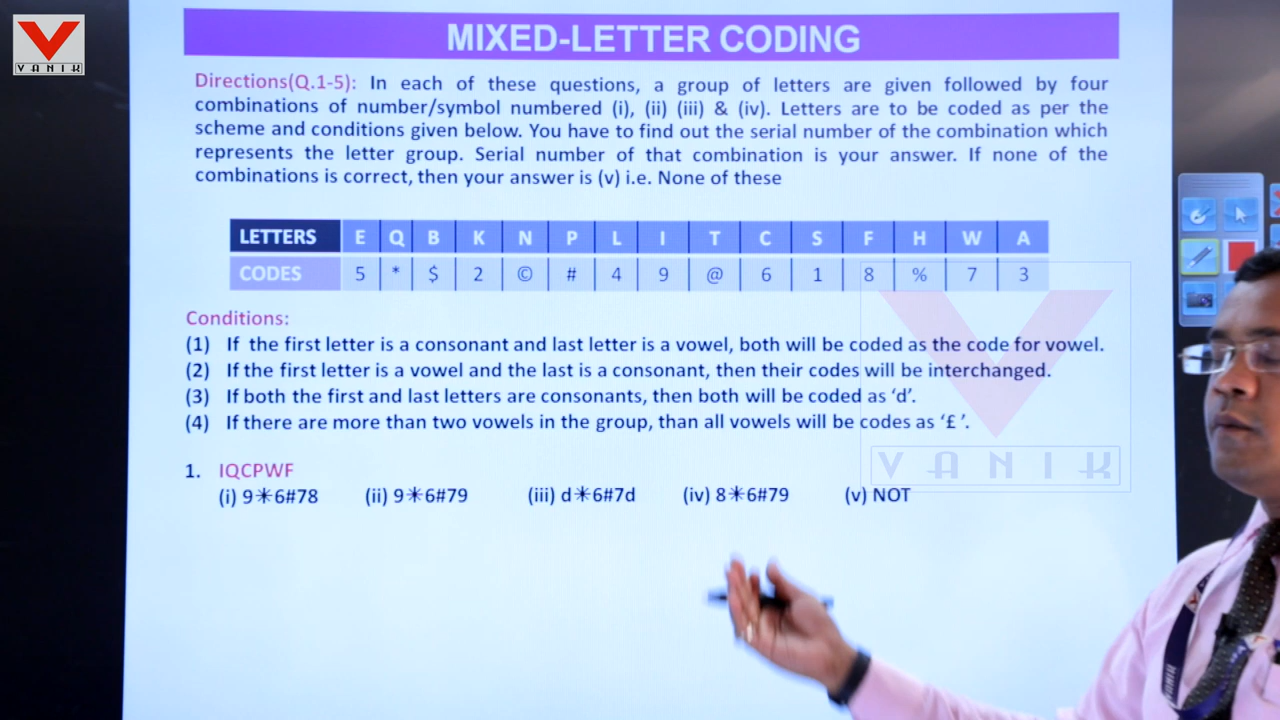 VANIK
MIXED-LETTER CODING
Directions(Q.1-5): In each of these questions, a group of letters are given followed by four
combinations of number/symbol numbered (i), (ii) (iii) & (iv). Letters are to be coded as per the
scheme and conditions given below. You have to find out the serial number of the combination which
represents the letter group. Serial number of that combination is your answer. If none of the
combinations is correct, then your answer is (v) i.e. None of these
LETTERS E Q B K N P L I T C S F H W A
CODES 5 * $ 2 © # 4 9 @ 6 1 8 % 7 3
Conditions:
(1) If the first letter is a consonant and last letter is a vowel, both will be coded as the code for vowel.
(2) If the first letter is a vowel and the last is a consonant, then their codes will be interchanged.
(3) If both the first and last letters are consonants, then both will be coded as ‘d’.
(4) If there are more than two vowels in the group, than all vowels will be codes as ‘£ ’.
VANIK
1. IQCPWF
(i) 9✳6#78 (ii) 9✳6#79 (iii) d✳6#7d (iv) 8✳6#79 (v) NOT